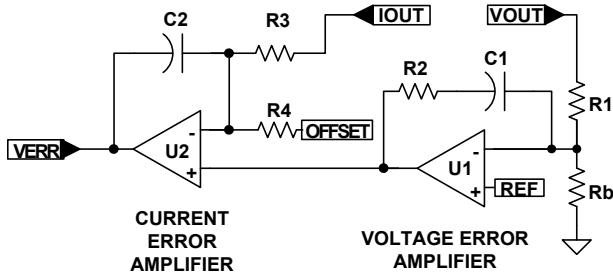 C2
R3
IOUT
VOUT
R2
C1
R1
R4
OFFSET
-
+
U2
VERR
-
+
U1
REF
Rb
CURRENT
ERROR
AMPLIFIER
VOLTAGE ERROR
AMPLIFIER